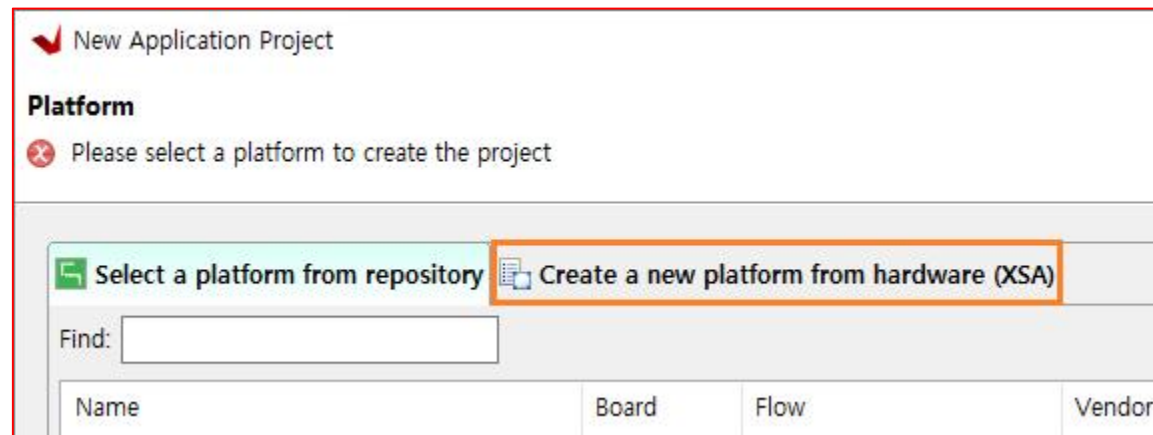 New Application Project
Platform
Please select a platform to create the project
Select a platform from repository Create a new platform from hardware (XSA)
Find:
Name Board Flow Vendor